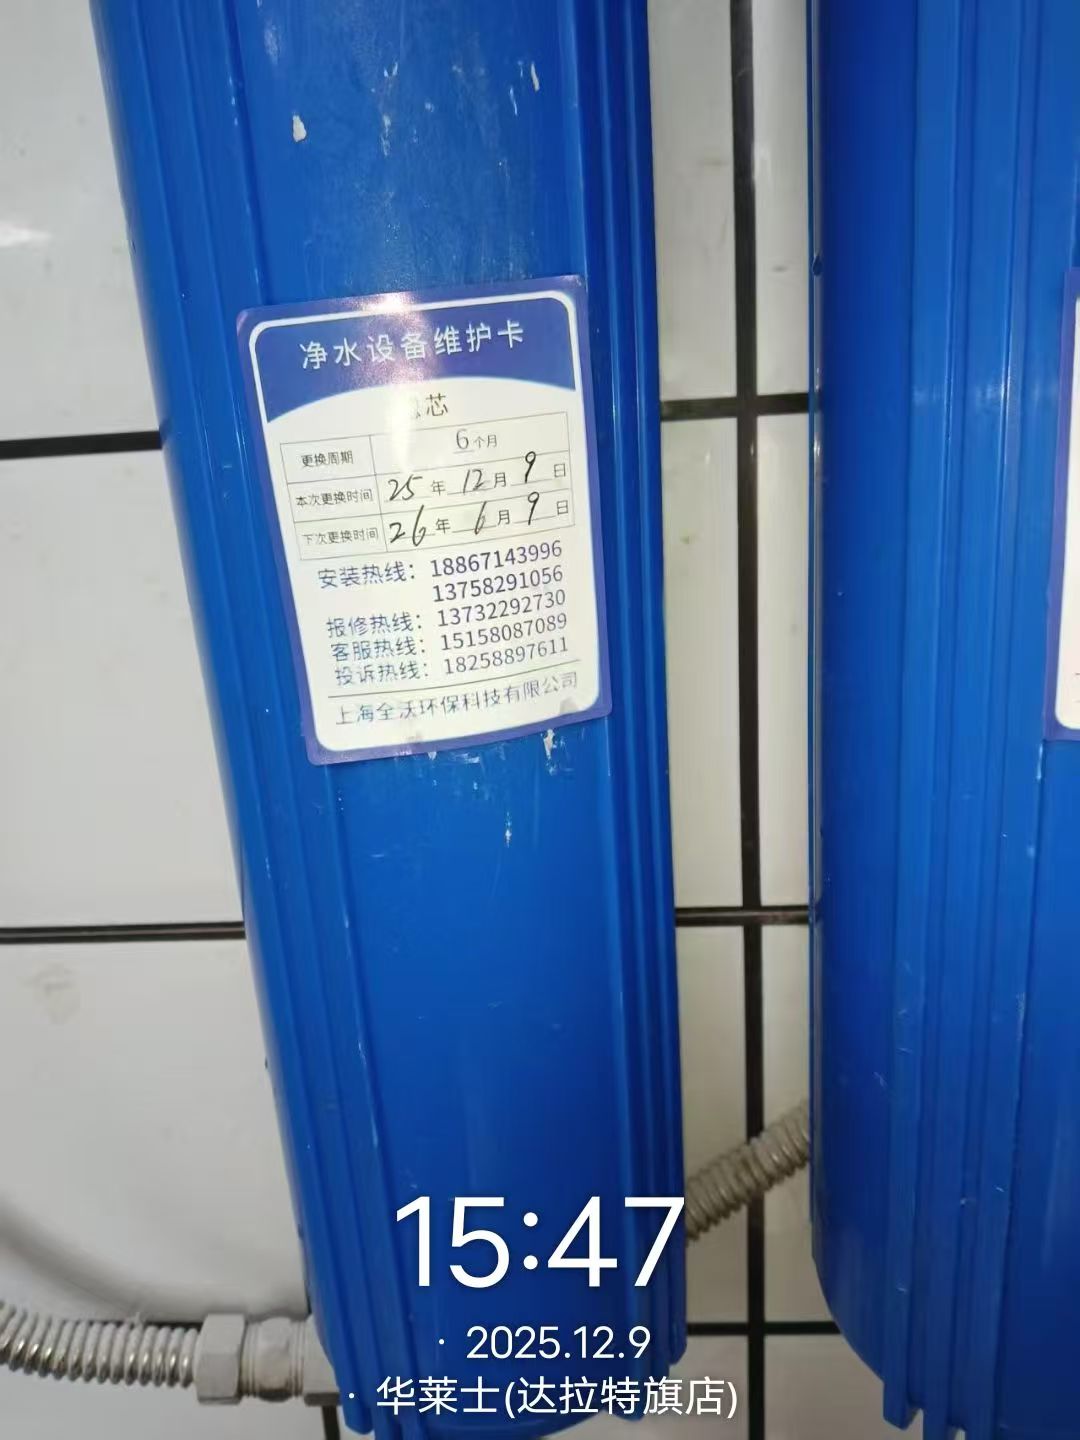 净水设备维护卡
芯
更换周期 6个月
本次更换时间 25年12月9日
下次更换时间 26年6月9日
安装热线：18867143996
13758291056
报修热线：13732292730
客服热线：15158087089
投诉热线：18258897611
上海全沃环保科技有限公司
15:47
· 2025.12.9
· 华莱士(达拉特旗店)